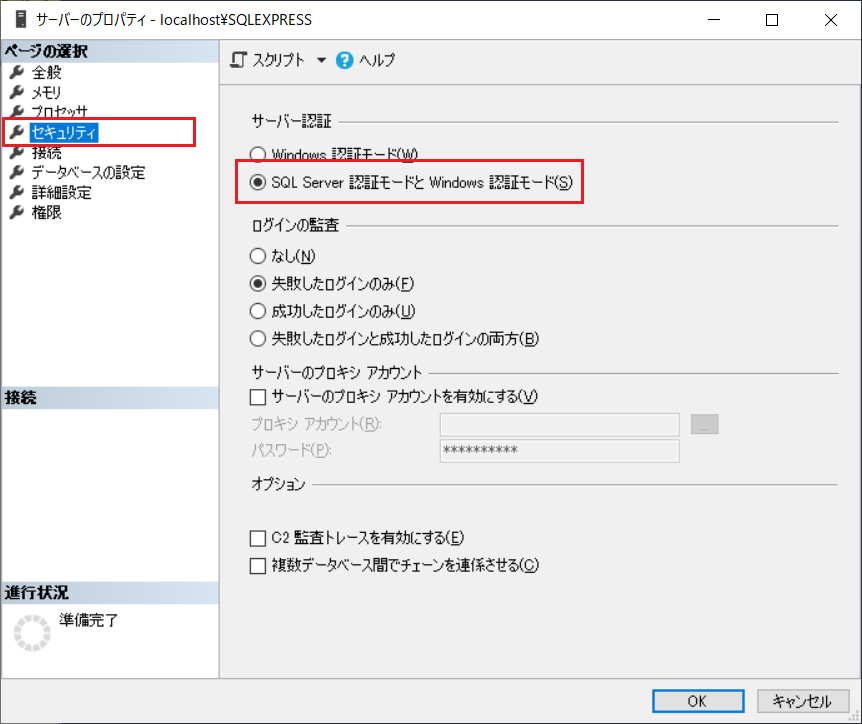 サーバーのプロパティ - localhost¥SQLEXPRESS
ページの選択
全般
メモリ
プロセッサ
セキュリティ
接続
データベースの設定
詳細設定
権限
接続
進行状況
準備完了
スクリプト
ヘルプ
サーバー認証
Windows 認証モード(W)
SQL Server 認証モードと Windows 認証モード(S)
ログインの監査
なし(N)
失敗したログインのみ(F)
成功したログインのみ(U)
失敗したログインと成功したログインの両方(B)
サーバーのプロキシ アカウント
サーバーのプロキシ アカウントを有効にする(V)
プロキシ アカウント(R):
...
パスワード(P):
**********
オプション
C2 監査トレースを有効にする(E)
複数データベース間でチェーンを連係させる(C)
OK
キャンセル